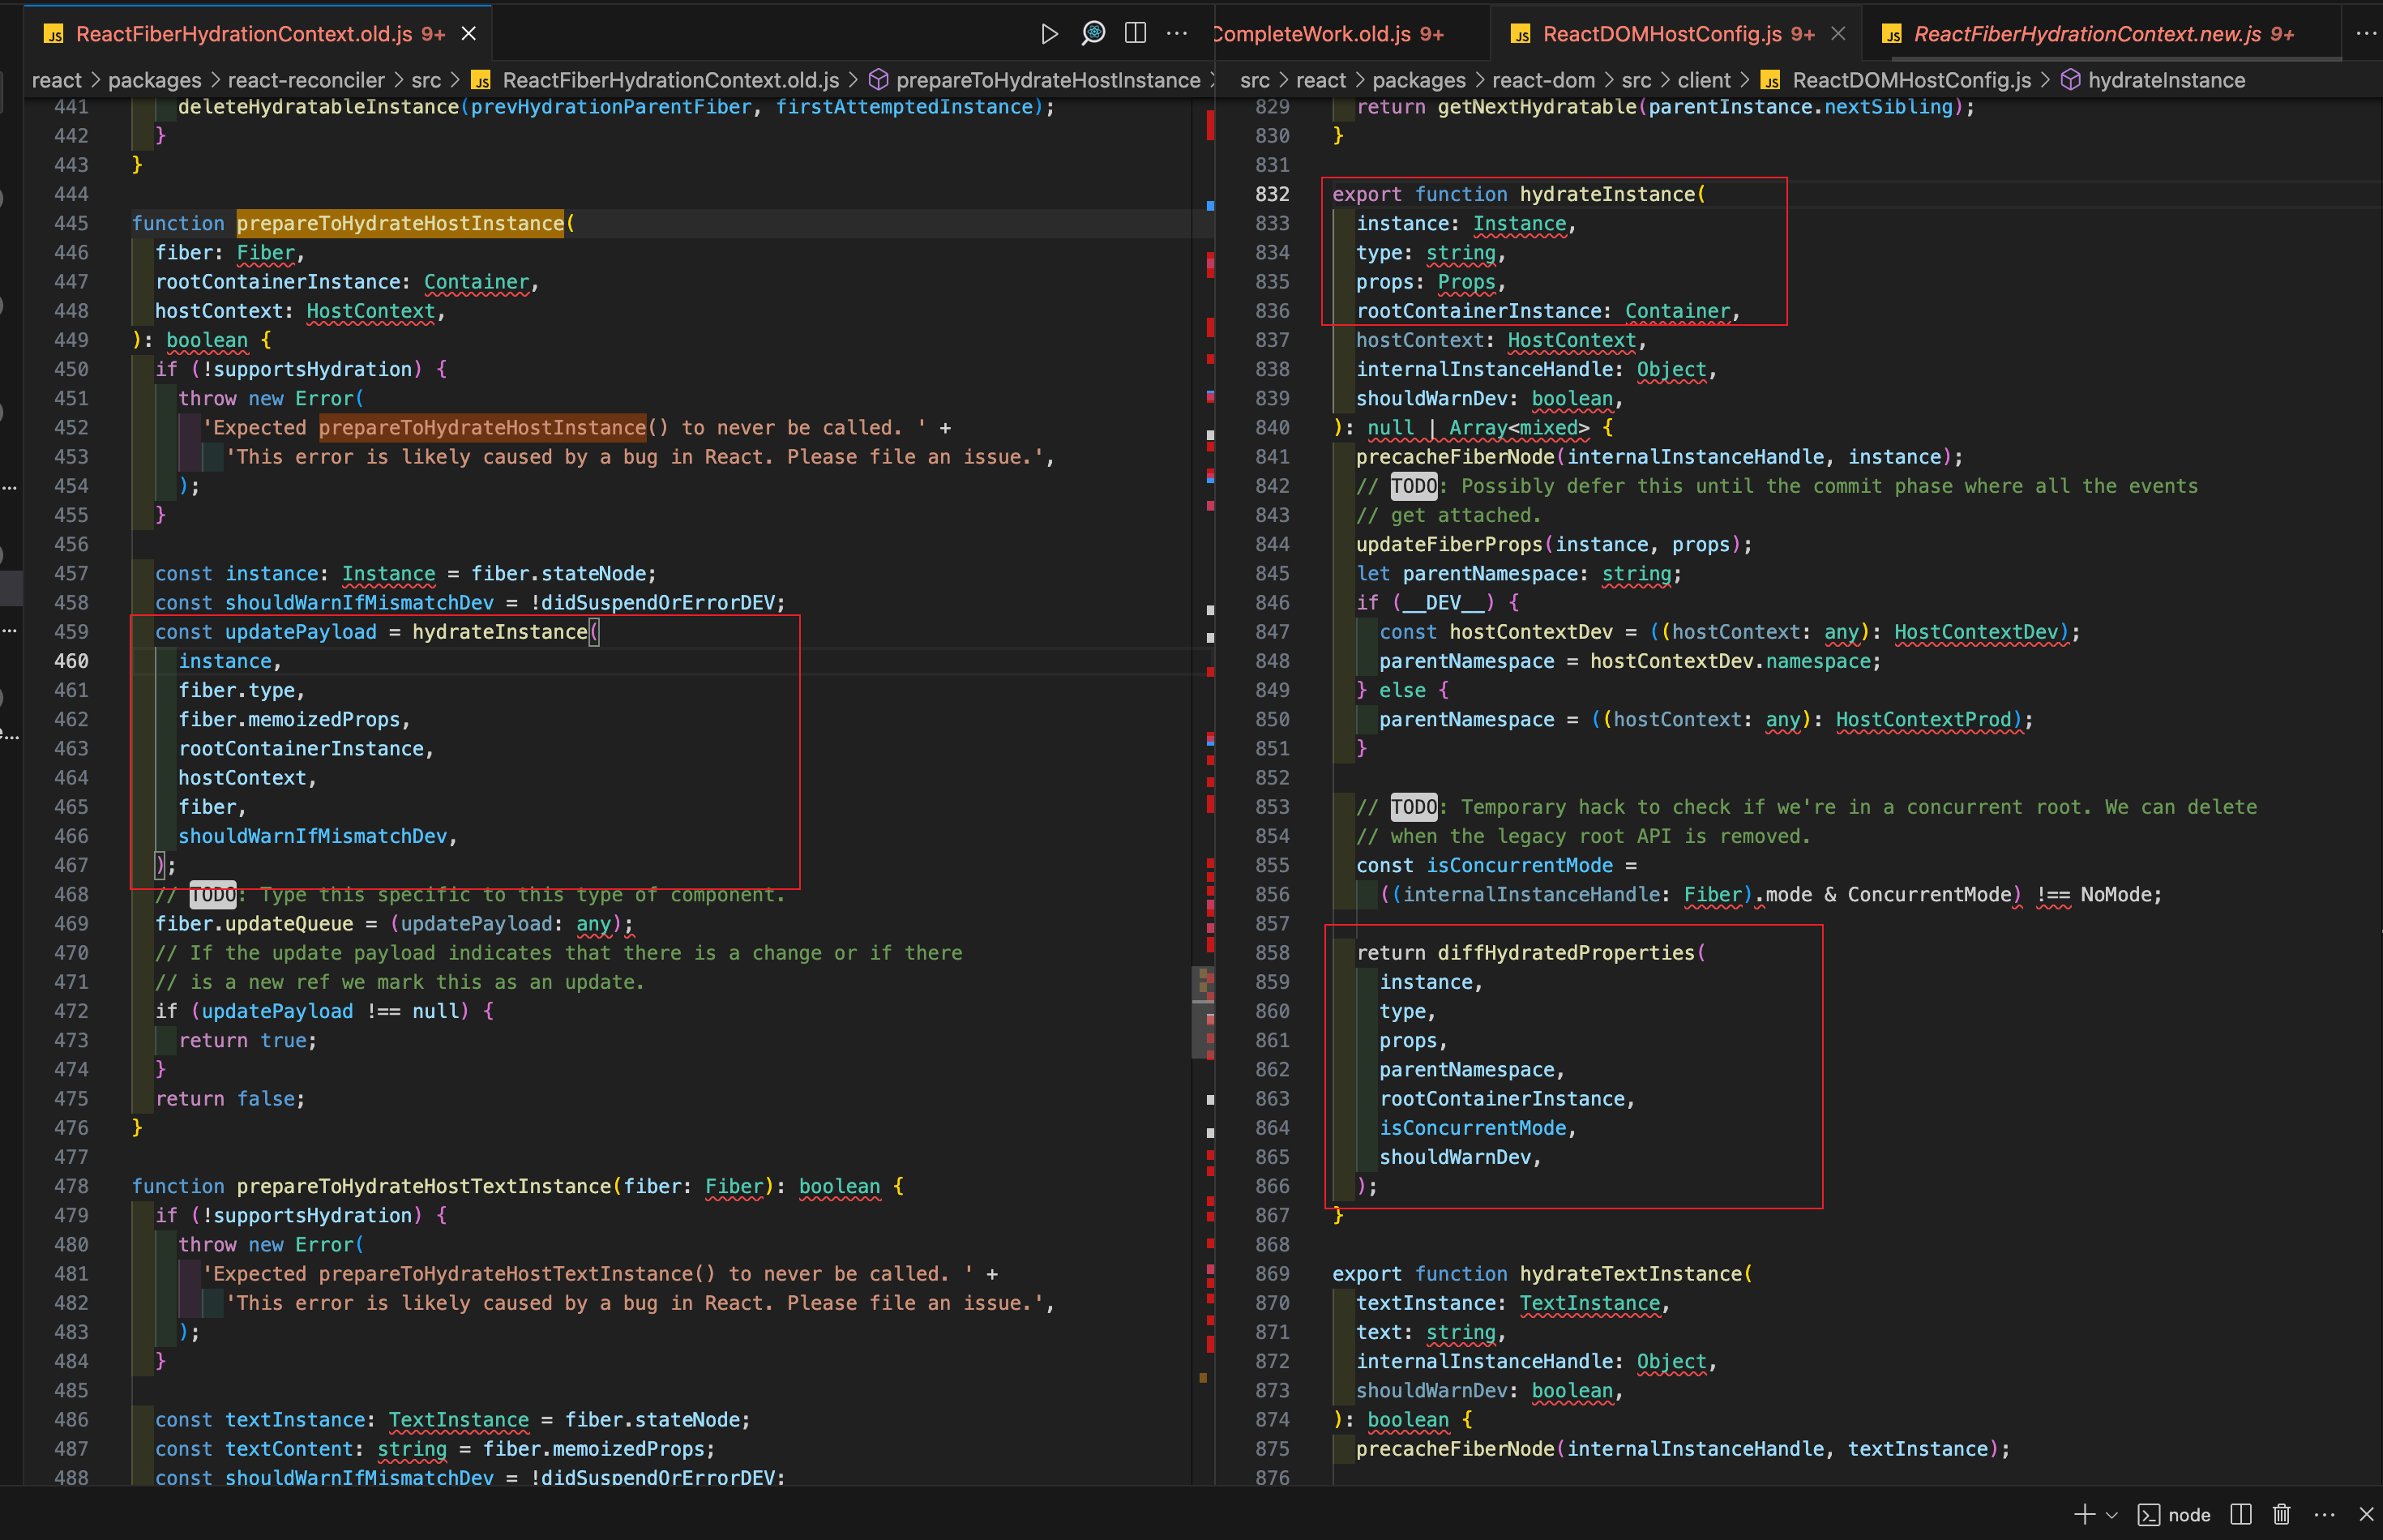 JS ReactFiberHydrationContext.old.js 9+
react > packages > react-reconciler > src > JS ReactFiberHydrationContext.old.js > prepareToHydrateHostInstance
441 deleteHydratableInstance(prevHydrationParentFiber, firstAttemptedInstance);
442 }
443 }
444
445 function prepareToHydrateHostInstance(
446 fiber: Fiber,
447 rootContainerInstance: Container,
448 hostContext: HostContext,
449 ): boolean {
450 if (!supportsHydration) {
451 throw new Error(
452 'Expected prepareToHydrateHostInstance() to never be called. ' +
453 'This error is likely caused by a bug in React. Please file an issue.',
454 );
455 }
456
457 const instance: Instance = fiber.stateNode;
458 const shouldWarnIfMismatchDev = !didSuspendOrErrorDEV;
459 const updatePayload = hydrateInstance(
460 instance,
461 fiber.type,
462 fiber.memoizedProps,
463 rootContainerInstance,
464 hostContext,
465 fiber,
466 shouldWarnIfMismatchDev,
467 );
468 // TODO: Type this specific to this type of component.
469 fiber.updateQueue = (updatePayload: any);
470 // If the update payload indicates that there is a change or if there
471 // is a new ref we mark this as an update.
472 if (updatePayload !== null) {
473 return true;
474 }
475 return false;
476 }
477
478 function prepareToHydrateHostTextInstance(fiber: Fiber): boolean {
479 if (!supportsHydration) {
480 throw new Error(
481 'Expected prepareToHydrateHostTextInstance() to never be called. ' +
482 'This error is likely caused by a bug in React. Please file an issue.',
483 );
484 }
485
486 const textInstance: TextInstance = fiber.stateNode;
487 const textContent: string = fiber.memoizedProps;
488 const shouldWarnIfMismatchDev = !didSuspendOrErrorDEV;
CompleteWork.old.js 9+ JS ReactDOMHostConfig.js 9+ JS ReactFiberHydrationContext.new.js 9+
src > react > packages > react-dom > src > client > JS ReactDOMHostConfig.js > hydrateInstance
829 return getNextHydratable(parentInstance.nextSibling);
830 }
831
832 export function hydrateInstance(
833 instance: Instance,
834 type: string,
835 props: Props,
836 rootContainerInstance: Container,
837 hostContext: HostContext,
838 internalInstanceHandle: Object,
839 shouldWarnDev: boolean,
840 ): null | Array<mixed> {
841 precacheFiberNode(internalInstanceHandle, instance);
842 // TODO: Possibly defer this until the commit phase where all the events
843 // get attached.
844 updateFiberProps(instance, props);
845 let parentNamespace: string;
846 if (__DEV__) {
847 const hostContextDev = ((hostContext: any): HostContextDev);
848 parentNamespace = hostContextDev.namespace;
849 } else {
850 parentNamespace = ((hostContext: any): HostContextProd);
851 }
852
853 // TODO: Temporary hack to check if we're in a concurrent root. We can delete
854 // when the legacy root API is removed.
855 const isConcurrentMode =
856 ((internalInstanceHandle: Fiber).mode & ConcurrentMode) !== NoMode;
857
858 return diffHydratedProperties(
859 instance,
860 type,
861 props,
862 parentNamespace,
863 rootContainerInstance,
864 isConcurrentMode,
865 shouldWarnDev,
866 );
867 }
868
869 export function hydrateTextInstance(
870 textInstance: TextInstance,
871 text: string,
872 internalInstanceHandle: Object,
873 shouldWarnDev: boolean,
874 ): boolean {
875 precacheFiberNode(internalInstanceHandle, textInstance);
876
node